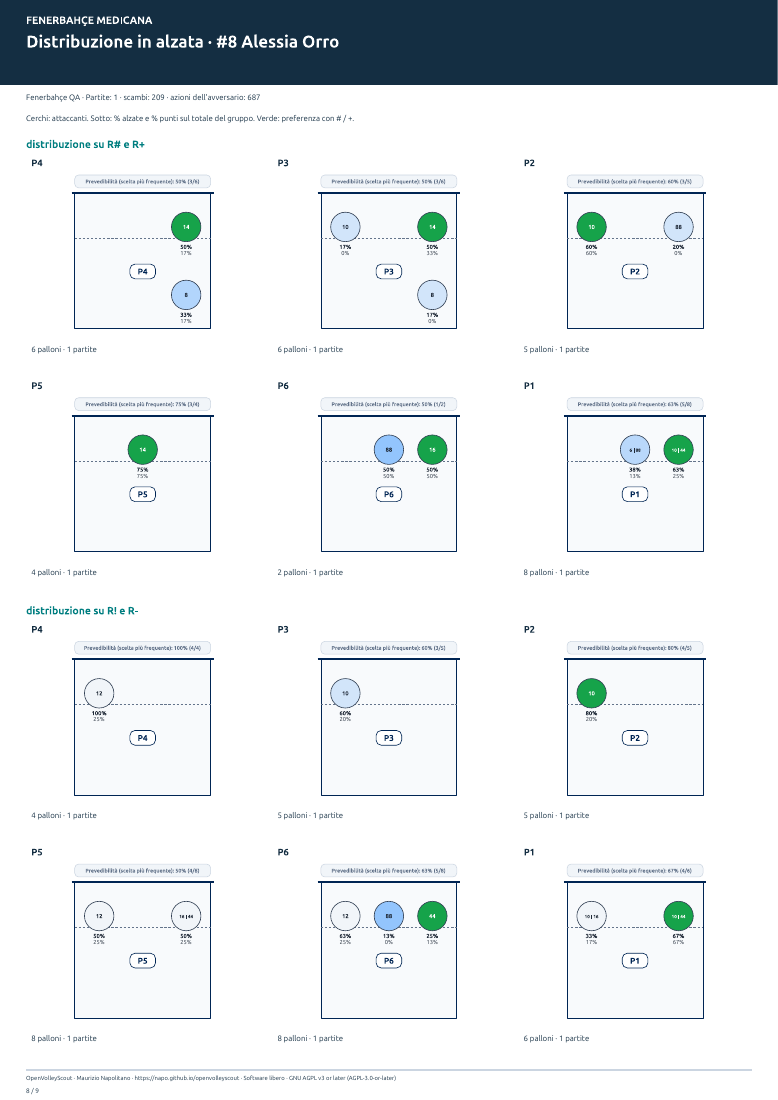 FENERBAHÇE MEDICANA
Distribuzione in alzata · #8 Alessia Orro
Fenerbahçe QA · Partite: 1 · scambi: 209 · azioni dell'avversario: 687
Cerchi: attaccanti. Sotto: % alzate e % punti sul totale del gruppo. Verde: preferenza con # / +.
distribuzione su R# e R+
P4
Prevedibilità (scelta più frequente): 50% (3/6)
14
50%
17%
P4
8
33%
17%
6 palloni · 1 partite
P3
Prevedibilità (scelta più frequente): 50% (3/6)
10
17%
0%
14
50%
33%
P3
8
17%
0%
6 palloni · 1 partite
P2
Prevedibilità (scelta più frequente): 60% (3/5)
10
60%
60%
88
20%
0%
P2
5 palloni · 1 partite
P5
Prevedibilità (scelta più frequente): 75% (3/4)
14
75%
75%
P5
4 palloni · 1 partite
P6
Prevedibilità (scelta più frequente): 50% (1/2)
88
50%
50%
16
50%
50%
P6
2 palloni · 1 partite
P1
Prevedibilità (scelta più frequente): 63% (5/8)
38%
13%
63%
25%
P1
8 palloni · 1 partite
distribuzione su R! e R-
P4
Prevedibilità (scelta più frequente): 100% (4/4)
12
100%
25%
P4
4 palloni · 1 partite
P3
Prevedibilità (scelta più frequente): 60% (3/5)
10
60%
20%
P3
5 palloni · 1 partite
P2
Prevedibilità (scelta più frequente): 80% (4/5)
10
80%
20%
P2
5 palloni · 1 partite
P5
Prevedibilità (scelta più frequente): 50% (4/8)
12
50%
25%
16 | 44
50%
25%
P5
8 palloni · 1 partite
P6
Prevedibilità (scelta più frequente): 63% (5/8)
12
63%
25%
88
13%
0%
44
25%
13%
P6
8 palloni · 1 partite
P1
Prevedibilità (scelta più frequente): 67% (4/6)
10 | 16
33%
17%
10 | 44
67%
67%
P1
6 palloni · 1 partite
OpenVolleyScout · Maurizio Napolitano · https://napo.github.io/openvolleyscout · Software libero · GNU AGPL v3 or later (AGPL-3.0-or-later)
8 / 9